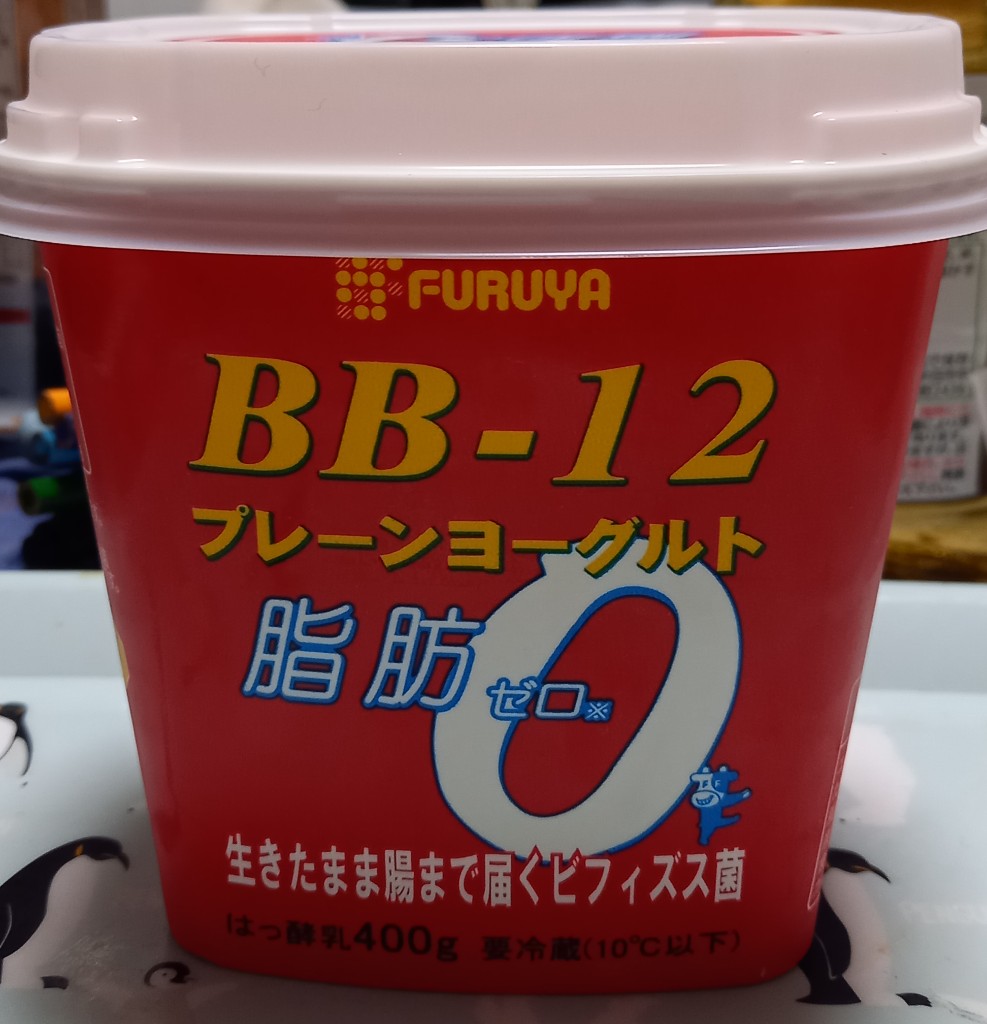 FURUYA
BB-12
プレーンヨーグルト
脂肪0
ゼロ※
生きたまま腸まで届くビフィズス菌
はっ酵乳400g 要冷蔵(10℃以下)